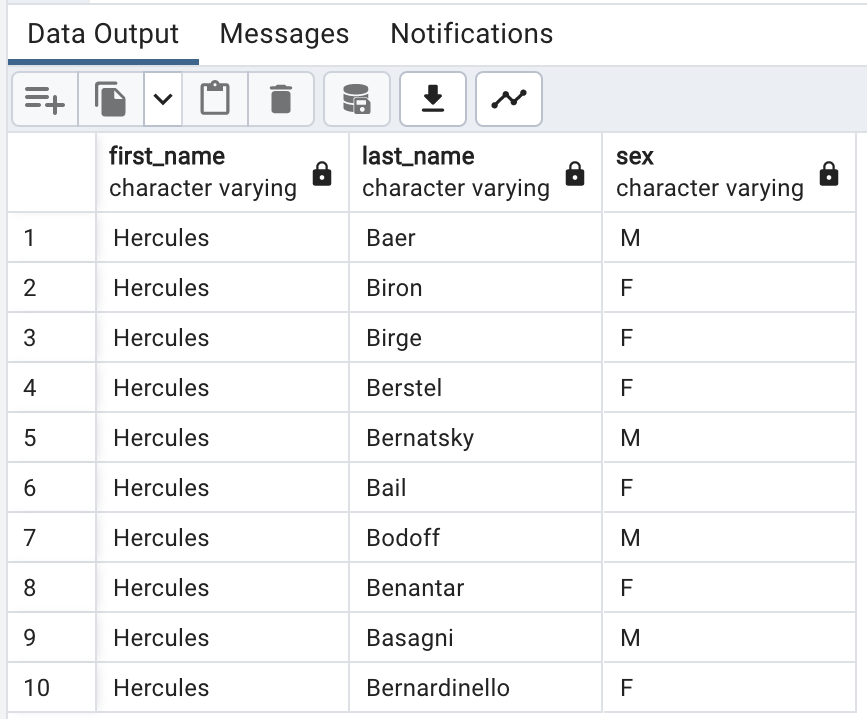 Data Output Messages Notifications
first_name last_name sex
character varying character varying character varying
1 Hercules Baer M
2 Hercules Biron F
3 Hercules Birge F
4 Hercules Berstel F
5 Hercules Bernatsky M
6 Hercules Bail F
7 Hercules Bodoff M
8 Hercules Benantar F
9 Hercules Basagni M
10 Hercules Bernardinello F